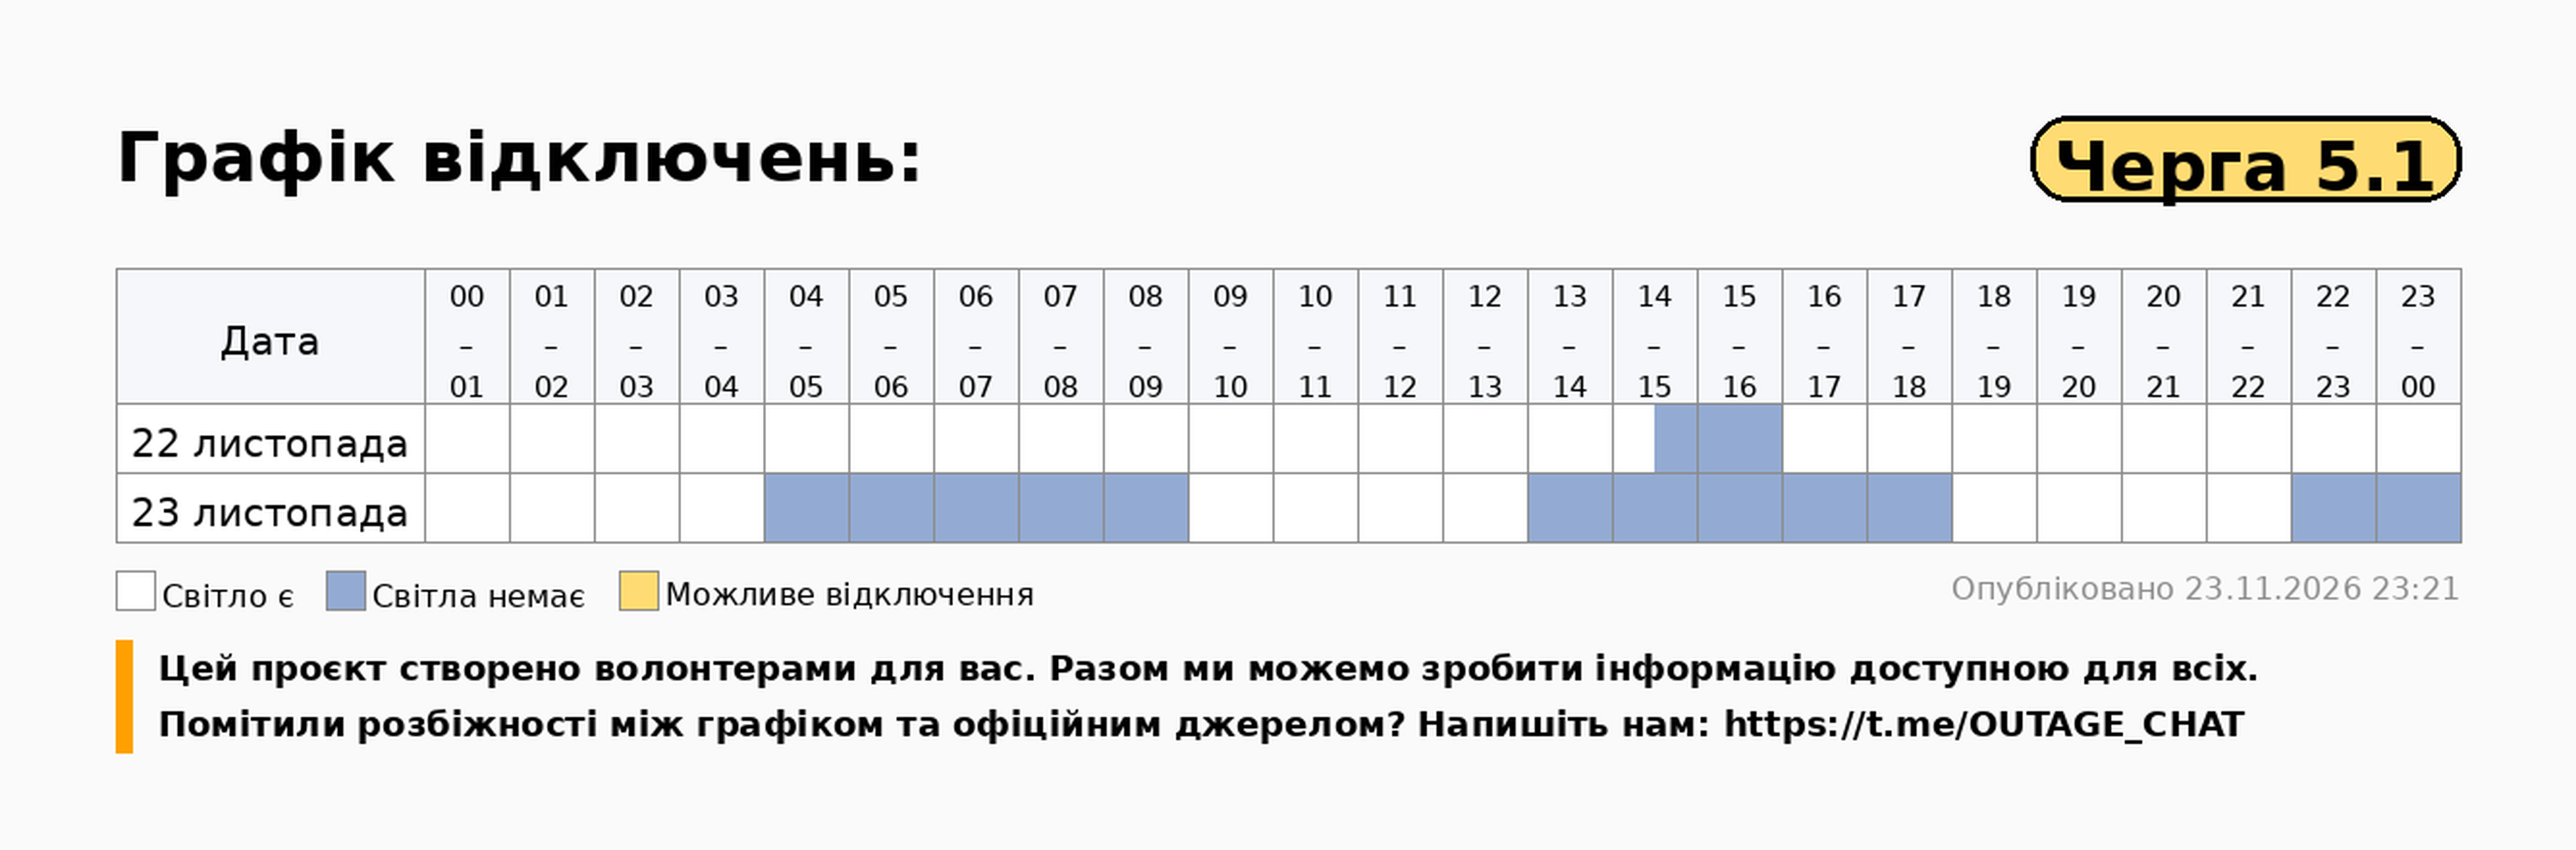 Графік відключень:
Черга 5.1
Дата 00 – 01 01 – 02 02 – 03 03 – 04 04 – 05 05 – 06 06 – 07 07 – 08 08 – 09 09 – 10 10 – 11 11 – 12 12 – 13 13 – 14 14 – 15 15 – 16 16 – 17 17 – 18 18 – 19 19 – 20 20 – 21 21 – 22 22 – 23 23 – 00
22 листопада
23 листопада
Світло є Світла немає Можливе відключення
Опубліковано 23.11.2026 23:21
Цей проєкт створено волонтерами для вас. Разом ми можемо зробити інформацію доступною для всіх.
Помітили розбіжності між графіком та офіційним джерелом? Напишіть нам: https://t.me/OUTAGE_CHAT